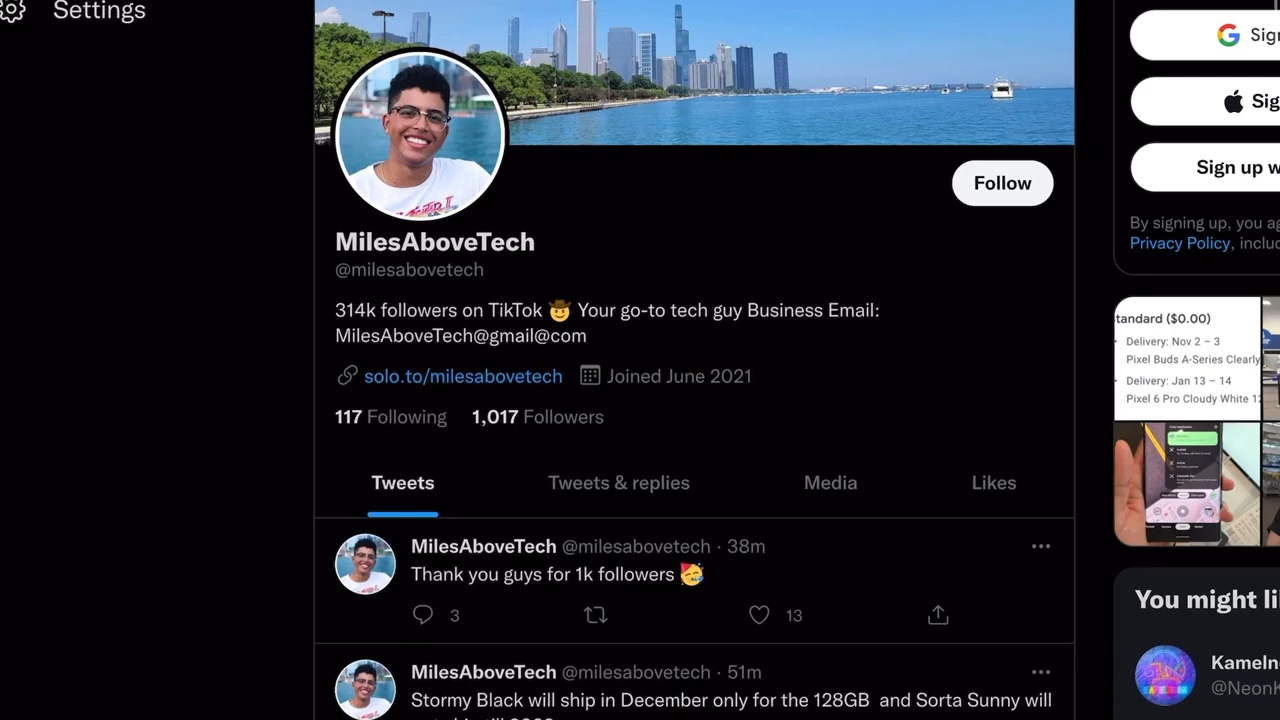 Settings
MilesAboveTech
@milesabovetech
Follow
314k followers on TikTok 🤠 Your go-to tech guy Business Email:
MilesAboveTech@gmail@com
solo.to/milesabovetech Joined June 2021
117 Following 1,017 Followers
Tweets Tweets & replies Media Likes
MilesAboveTech @milesabovetech · 38m
Thank you guys for 1k followers 🥳
3 13
MilesAboveTech @milesabovetech · 51m
Stormy Black will ship in December only for the 128GB and Sorta Sunny will
Sign up w
By signing up, you ag
Privacy Policy, includ
tandard ($0.00)
Delivery: Nov 2 – 3
Pixel Buds A-Series Clearly
Delivery: Jan 13 – 14
Pixel 6 Pro Cloudy White 12
You might li
Kameln
@NeonK